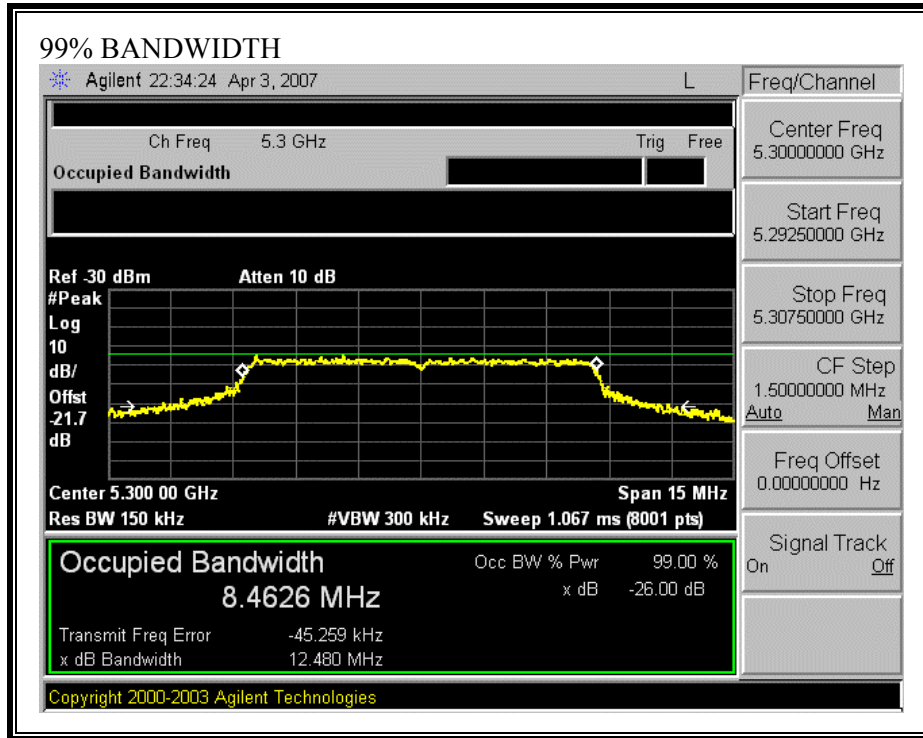 99% BANDWIDTH
Agilent 22:34:24 Apr 3, 2007 L
Freq/Channel
Ch Freq 5.3 GHz Trig Free
Occupied Bandwidth
Center Freq
5.30000000 GHz
Start Freq
5.29250000 GHz
Stop Freq
5.30750000 GHz
CF Step
1.50000000 MHz
Auto Man
Freq Offset
0.00000000 Hz
Signal Track
On Off
Ref -30 dBm Atten 10 dB
#Peak
Log
10
dB/
Offst
-21.7
dB
Center 5.300 00 GHz Span 15 MHz
Res BW 150 kHz #VBW 300 kHz Sweep 1.067 ms (8001 pts)
Occupied Bandwidth Occ BW % Pwr 99.00 %
8.4626 MHz x dB -26.00 dB
Transmit Freq Error -45.259 kHz
x dB Bandwidth 12.480 MHz
Copyright 2000-2003 Agilent Technologies